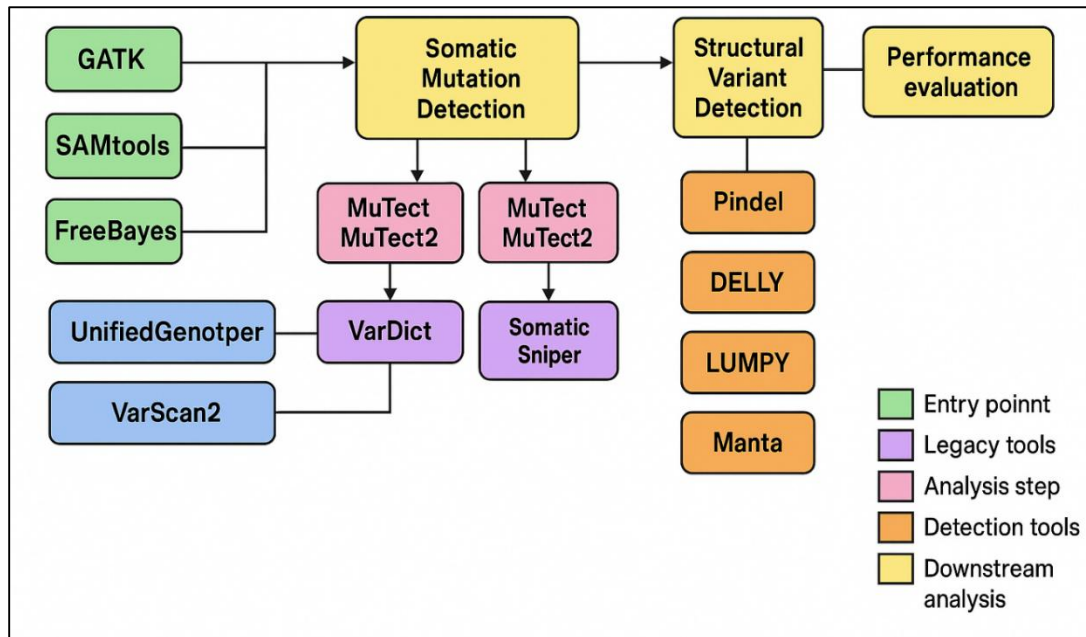 GATK
SAMtools
FreeBayes
UnifiedGenotper
VarScan2
Somatic
Mutation
Detection
MuTect
MuTect2
VarDict
MuTect
MuTect2
Somatic
Sniper
Structural
Variant
Detection
Pindel
DELLY
LUMPY
Manta
Performance
evaluation
Entry poinnt
Legacy tools
Analysis step
Detection tools
Downstream
analysis